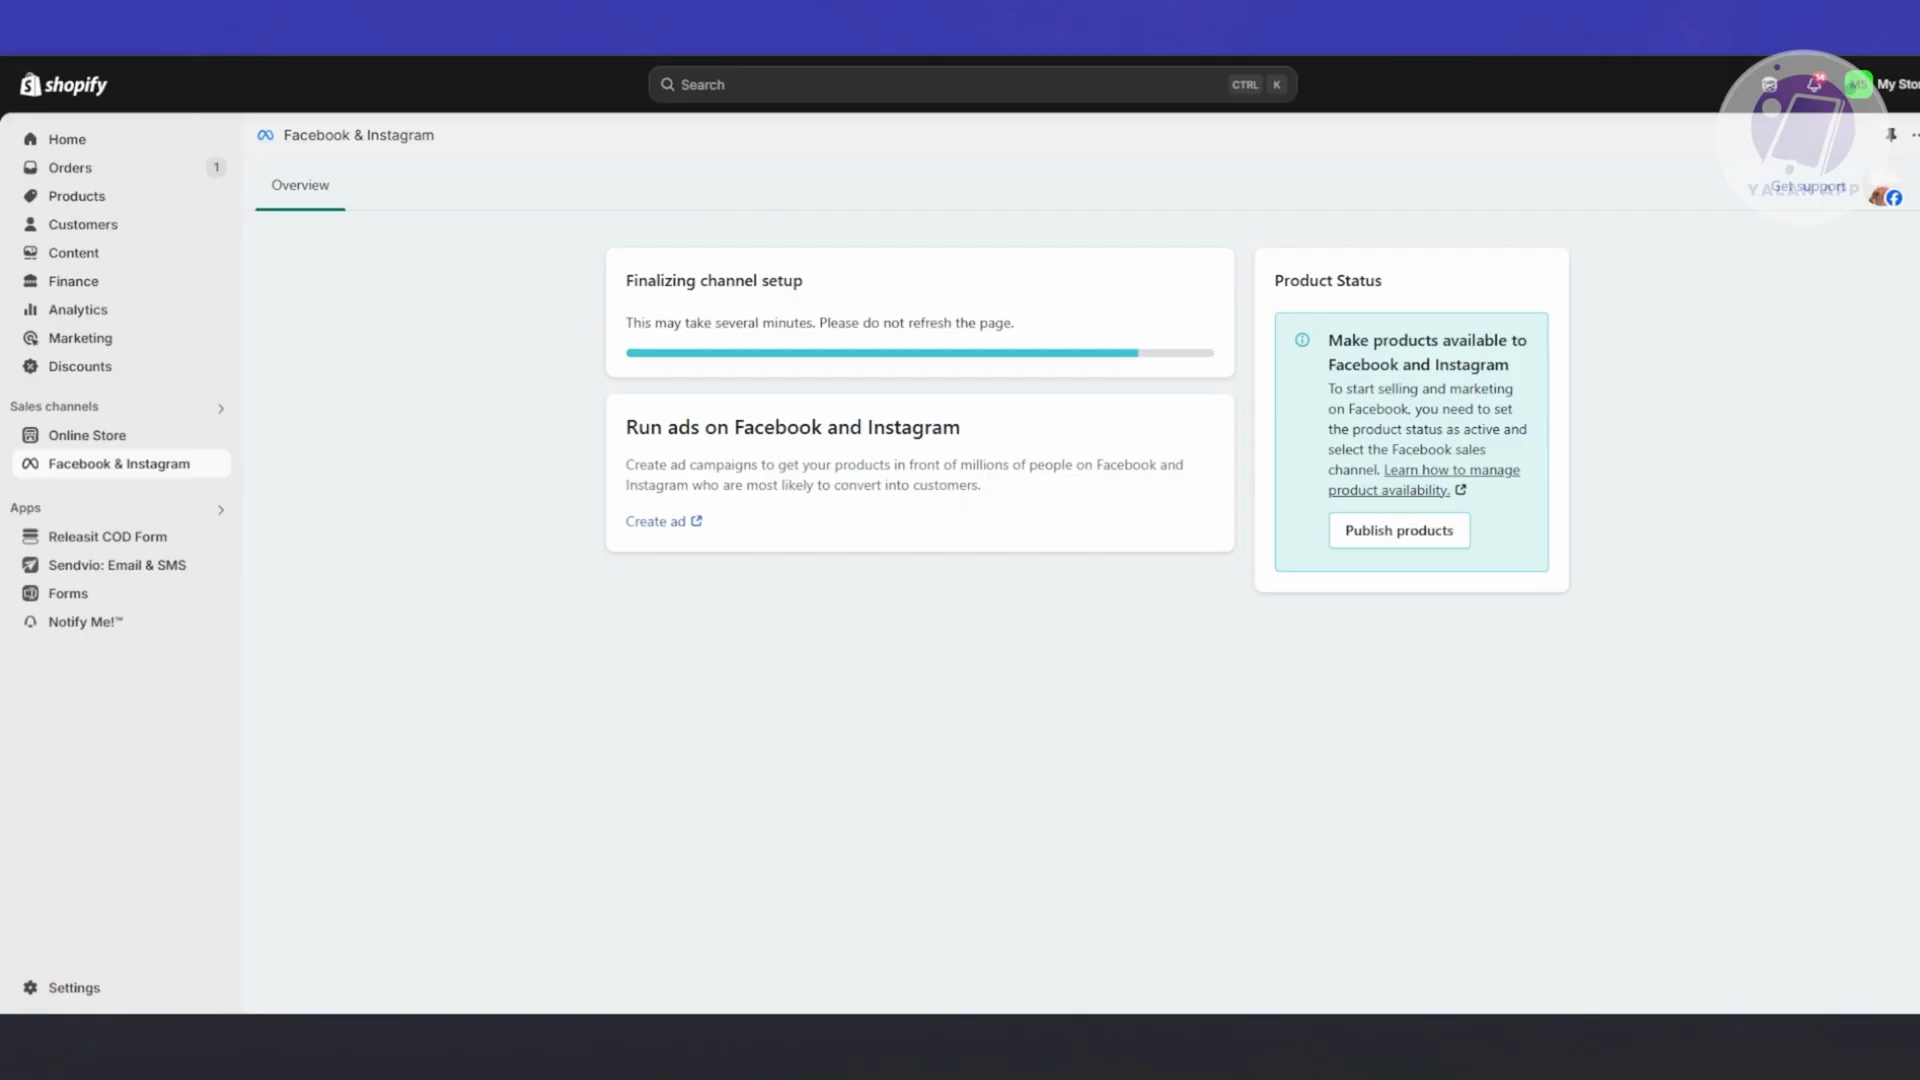 shopify
Search
CTRL K
MS
My Sto
Home
Orders
1
Products
Customers
Content
Finance
Analytics
Marketing
Discounts
Sales channels
Online Store
Facebook & Instagram
Apps
Releasit COD Form
Sendvio: Email & SMS
Forms
Notify Me!™
Settings
Facebook & Instagram
Overview
Get support
Finalizing channel setup
This may take several minutes. Please do not refresh the page.
Run ads on Facebook and Instagram
Create ad campaigns to get your products in front of millions of people on Facebook and
Instagram who are most likely to convert into customers.
Create ad
Product Status
Make products available to
Facebook and Instagram
To start selling and marketing
on Facebook, you need to set
the product status as active and
select the Facebook sales
channel. Learn how to manage
product availability.
Publish products